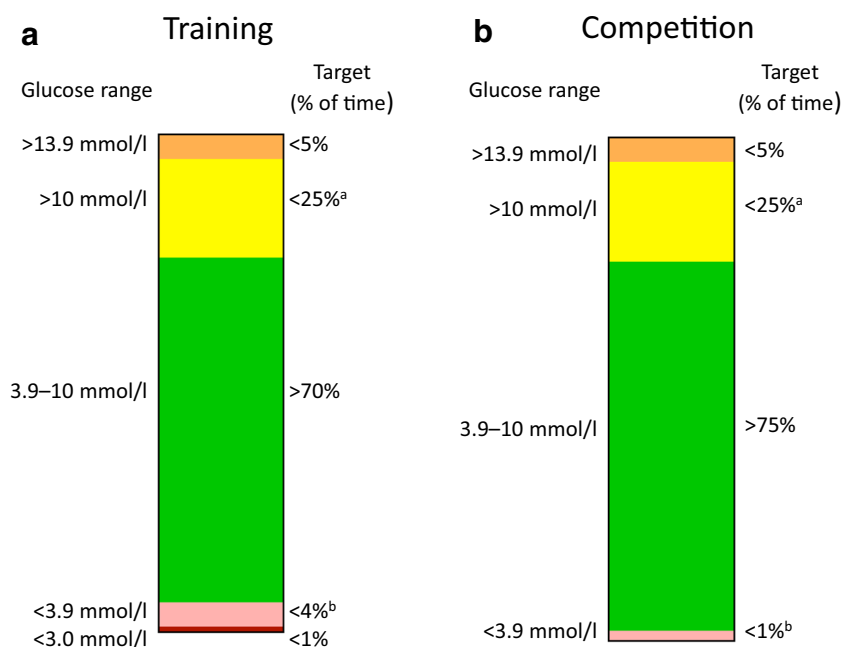 a Training
Glucose range
Target
(% of time)
>13.9 mmol/l <5%
>10 mmol/l <25%ᵃ
3.9–10 mmol/l >70%
<3.9 mmol/l <4%ᵇ
<3.0 mmol/l <1%
b Competition
Glucose range
Target
(% of time)
>13.9 mmol/l <5%
>10 mmol/l <25%ᵃ
3.9–10 mmol/l >75%
<3.9 mmol/l <1%ᵇ